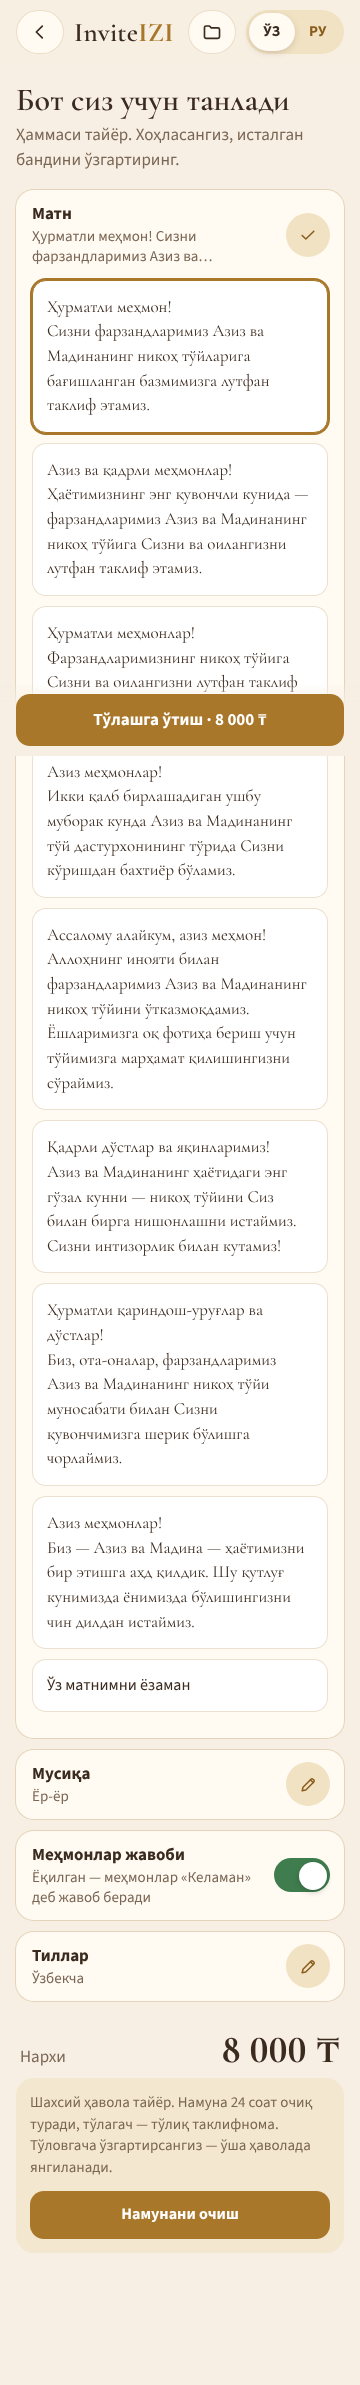 InviteIZI
ЎЗ
РУ
Бот сиз учун танлади
Ҳаммаси тайёр. Хоҳласангиз, исталган
бандини ўзгартиринг.
Матн
Ҳурматли меҳмон! Сизни
фарзандларимиз Азиз ва…
Ҳурматли меҳмон!
Сизни фарзандларимиз Азиз ва
Мадинанинг никоҳ тўйларига
бағишланган базмимизга лутфан
таклиф этамиз.
Азиз ва қадрли меҳмонлар!
Ҳаётимизнинг энг қувончли кунида —
фарзандларимиз Азиз ва Мадинанинг
никоҳ тўйига Сизни ва оилангизни
лутфан таклиф этамиз.
Ҳурматли меҳмонлар!
Фарзандларимизнинг никоҳ тўйига
Сизни ва оилангизни лутфан таклиф
Тўлашга ўтиш · 8 000 ₸
Азиз меҳмонлар!
Икки қалб бирлашадиган ушбу
муборак кунда Азиз ва Мадинанинг
тўй дастурхонининг тўрида Сизни
кўришдан бахтиёр бўламиз.
Ассалому алайкум, азиз меҳмон!
Аллоҳнинг инояти билан
фарзандларимиз Азиз ва Мадинанинг
никоҳ тўйини ўтказмоқдамиз.
Ёшларимизга оқ фотиҳа бериш учун
тўйимизга марҳамат қилишингизни
сўраймиз.
Қадрли дўстлар ва яқинларимиз!
Азиз ва Мадинанинг ҳаётидаги энг
гўзал кунни — никоҳ тўйини Сиз
билан бирга нишонлашни истаймиз.
Сизни интизорлик билан кутамиз!
Ҳурматли қариндош-уруғлар ва
дўстлар!
Биз, ота-оналар, фарзандларимиз
Азиз ва Мадинанинг никоҳ тўйи
муносабати билан Сизни
қувончимизга шерик бўлишга
чорлаймиз.
Азиз меҳмонлар!
Биз — Азиз ва Мадина — ҳаётимизни
бир этишга аҳд қилдик. Шу қутлуғ
кунимизда ёнимизда бўлишингизни
чин дилдан истаймиз.
Ўз матнимни ёзаман
Мусиқа
Ёр-ёр
Меҳмонлар жавоби
Ёқилган — меҳмонлар «Келаман»
деб жавоб беради
Тиллар
Ўзбекча
Нархи
8 000 ₸
Шахсий ҳавола тайёр. Намуна 24 соат очиқ
туради, тўлагач — тўлиқ таклифнома.
Тўловгача ўзгартирсангиз — ўша ҳаволада
янгиланади.
Намунани очиш